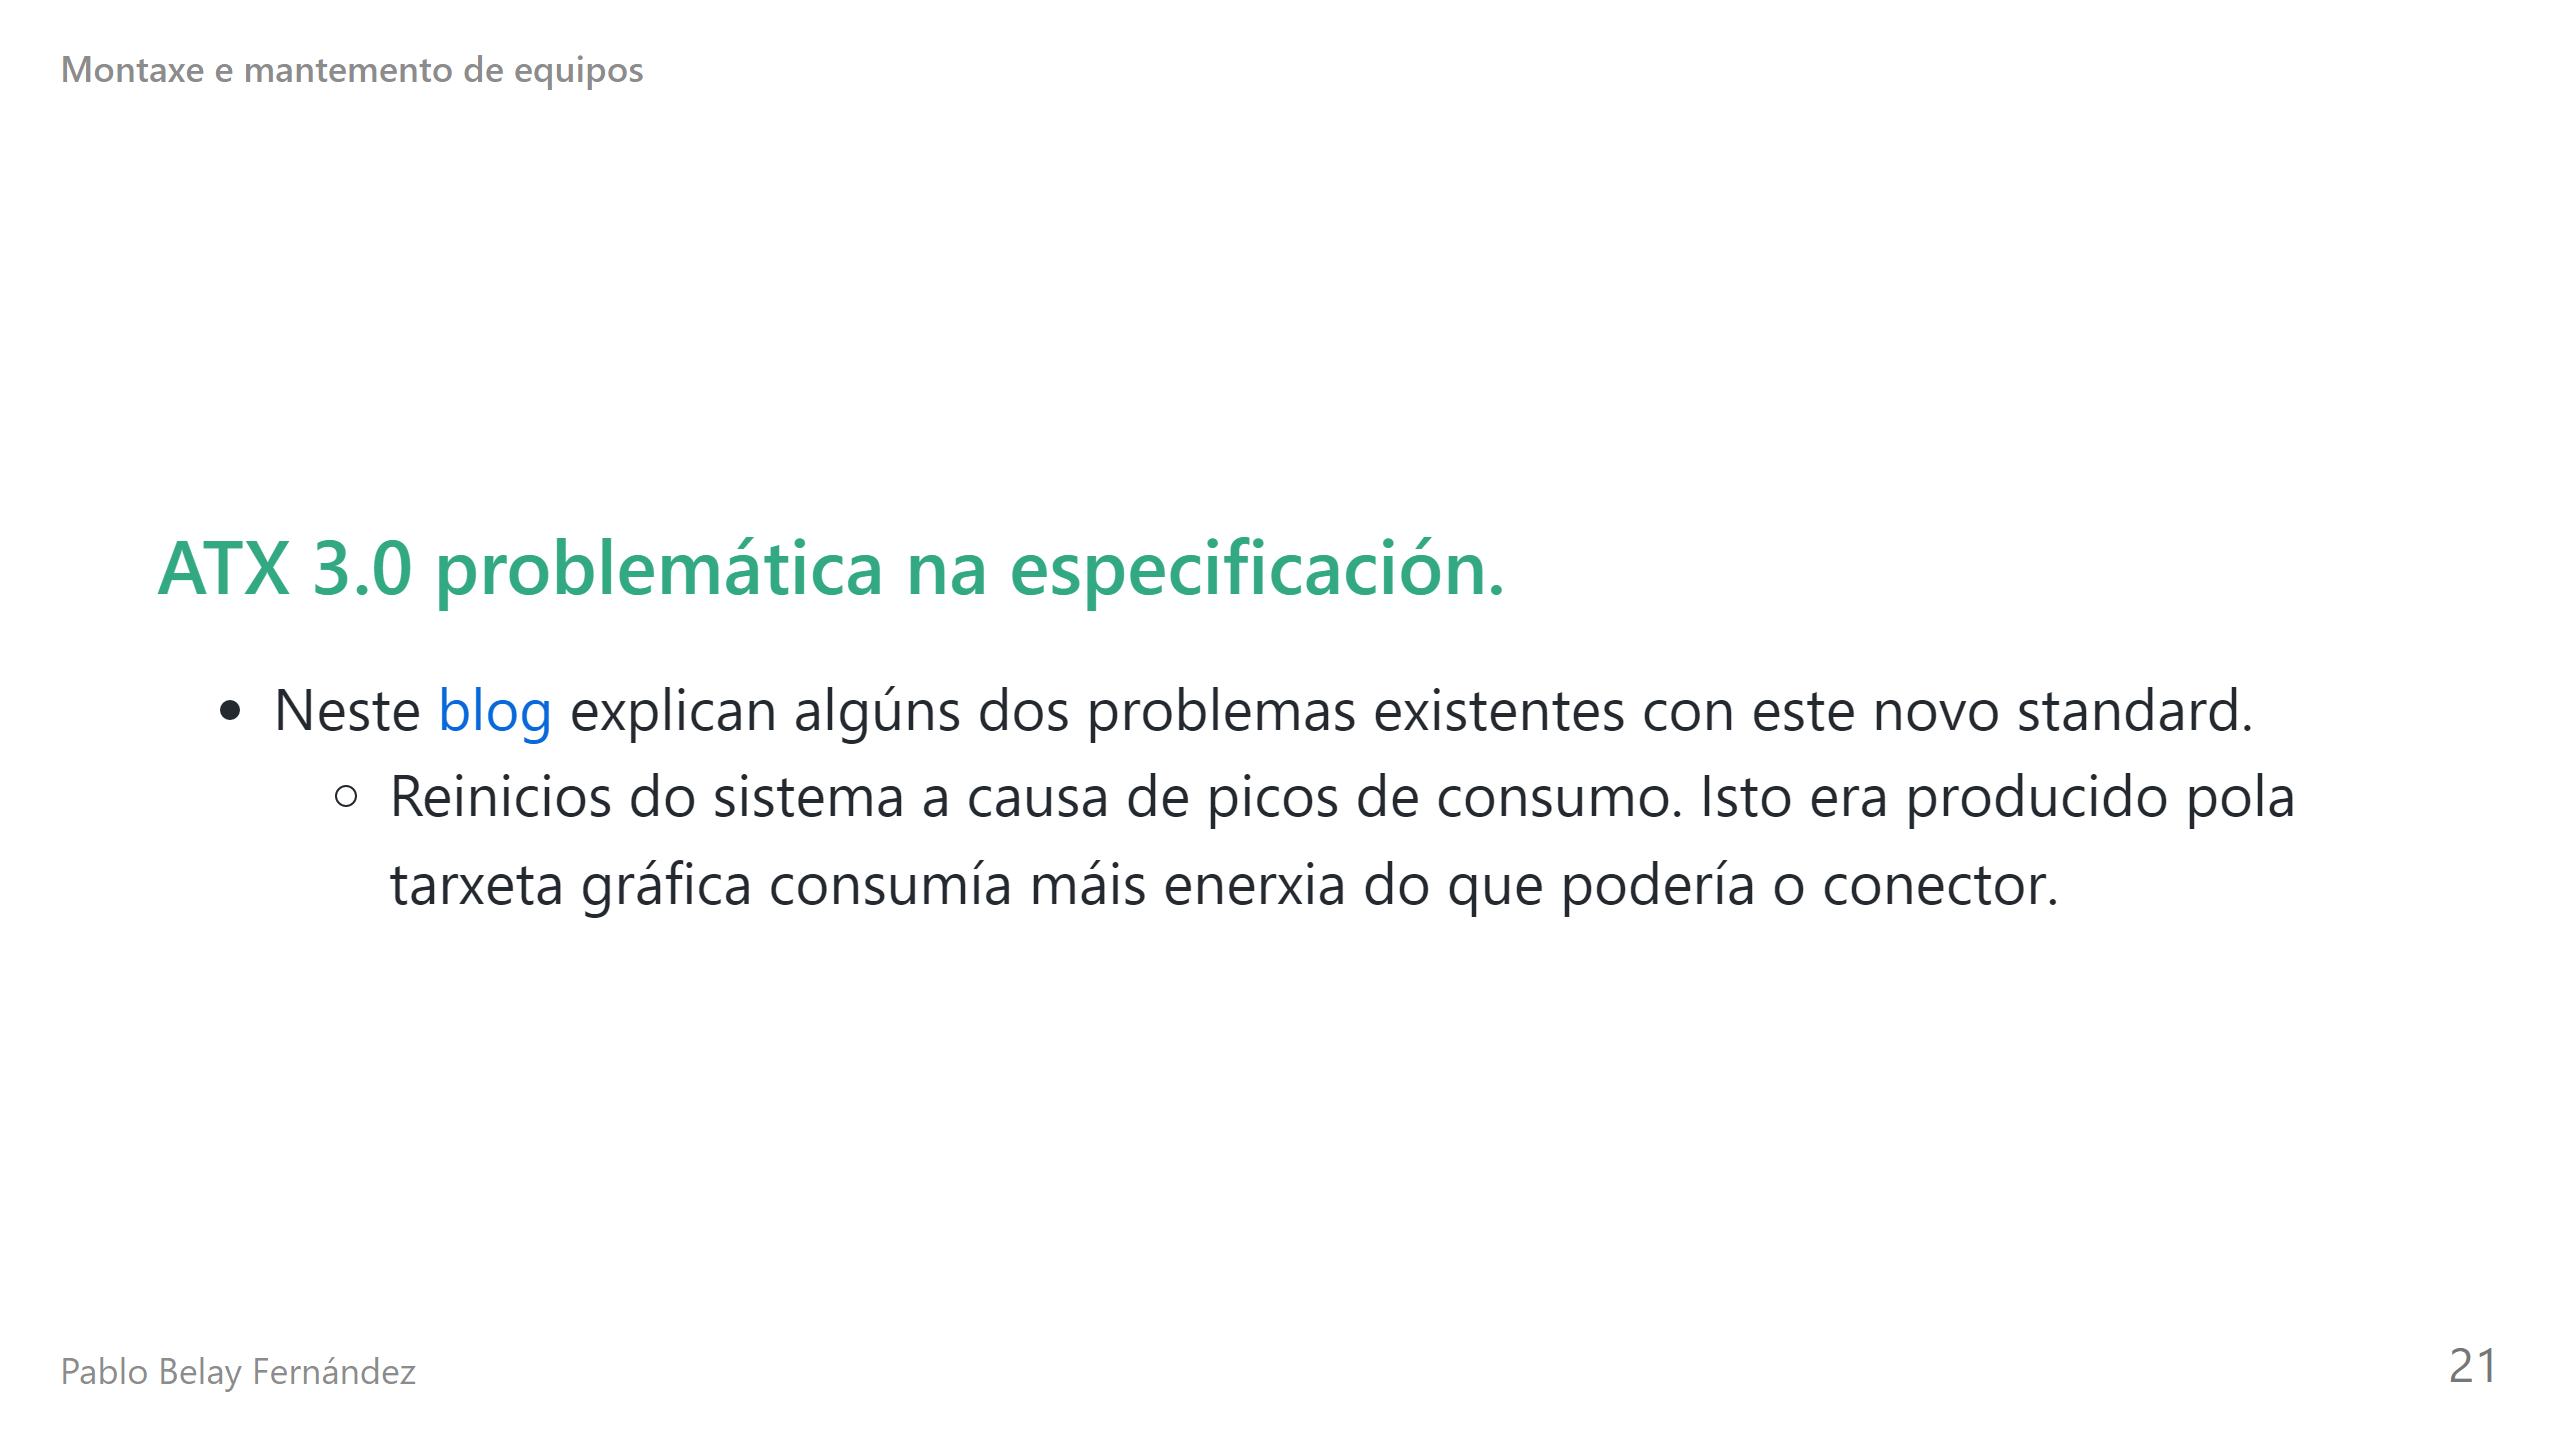 Montaxe e mantemento de equipos
ATX 3.0 problemática na especificación.
• Neste blog explican algúns dos problemas existentes con este novo standard.
○ Reinicios do sistema a causa de picos de consumo. Isto era producido pola
tarxeta gráfica consumía máis enerxia do que podería o conector.
Pablo Belay Fernández
21